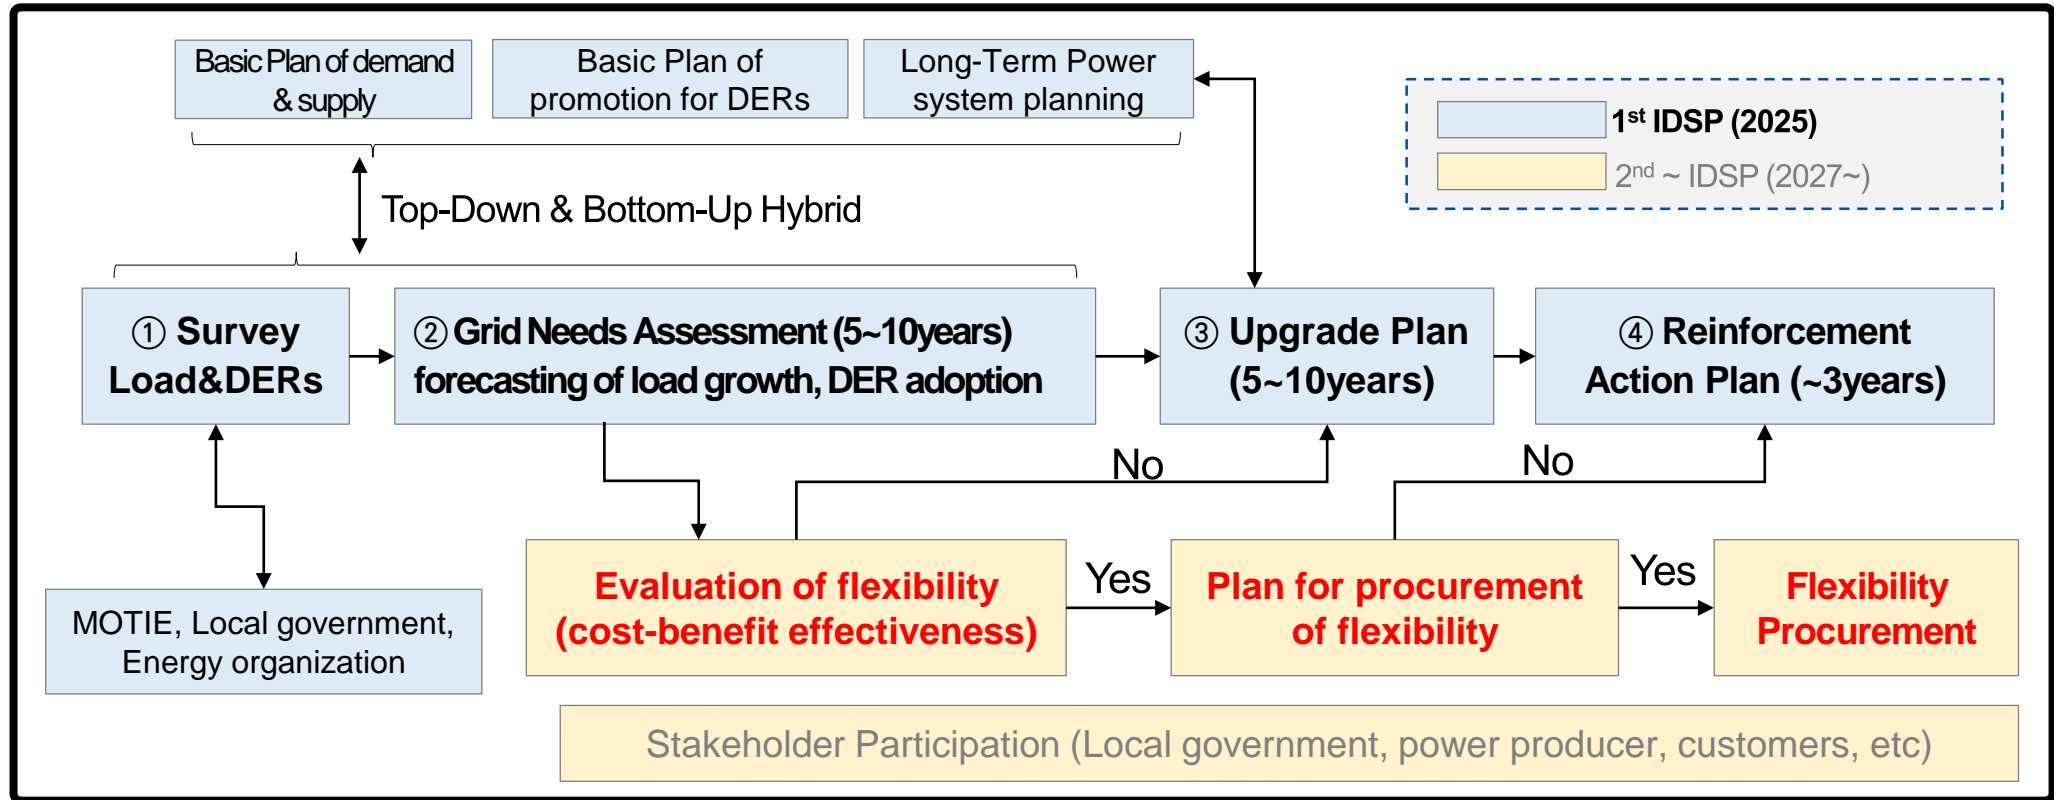 Basic Plan of demand
& supply
Basic Plan of
promotion for DERs
Long-Term Power
system planning
1st IDSP (2025)
2nd ~ IDSP (2027~)
Top-Down & Bottom-Up Hybrid
① Survey
Load&DERs
② Grid Needs Assessment (5~10years)
forecasting of load growth, DER adoption
③ Upgrade Plan
(5~10years)
④ Reinforcement
Action Plan (~3years)
No
No
MOTIE, Local government,
Energy organization
Evaluation of flexibility
(cost-benefit effectiveness)
Yes
Plan for procurement
of flexibility
Yes
Flexibility
Procurement
Stakeholder Participation (Local government, power producer, customers, etc)